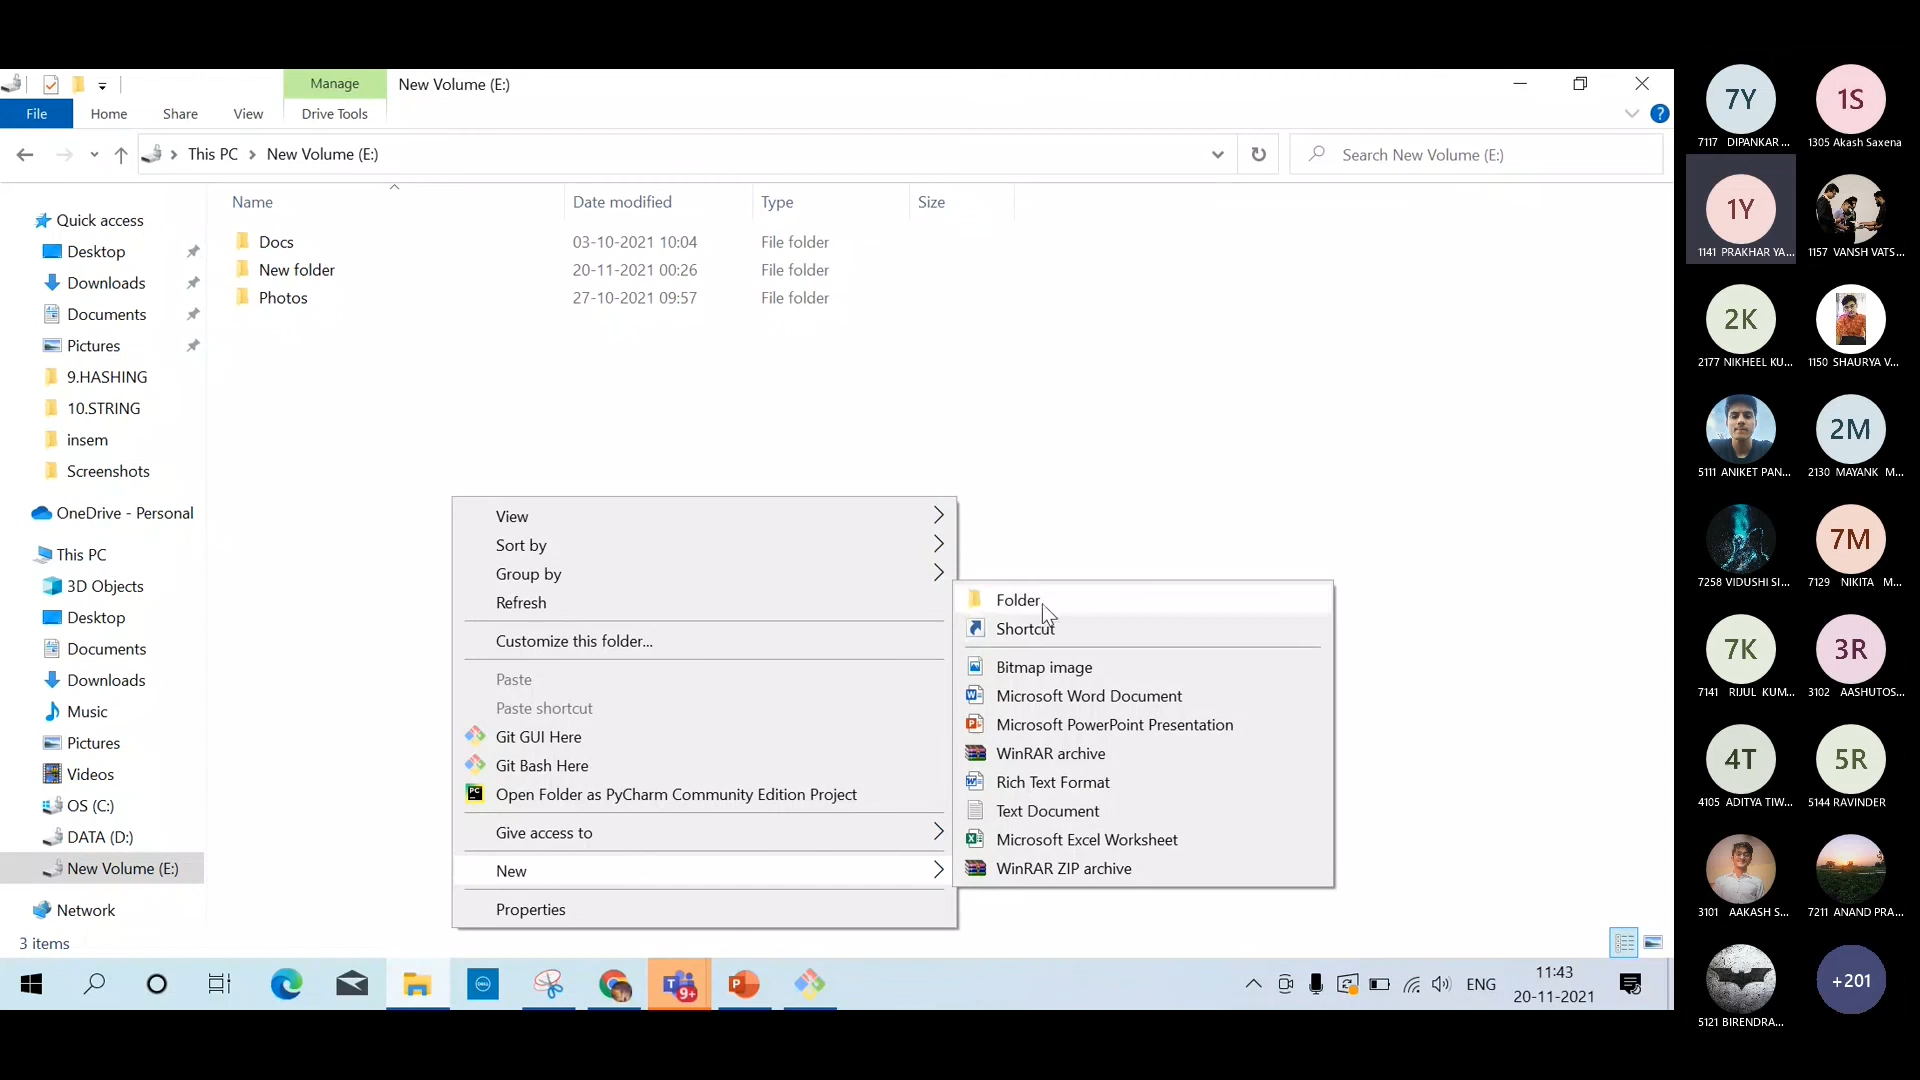 Manage
New Volume (E:)
File
Home
Share
View
Drive Tools
?
This PC
New Volume (E:)
Search New Volume (E:)
Name
Date modified
Type
Size
Docs
03-10-2021 10:04
File folder
New folder
20-11-2021 00:26
File folder
Photos
27-10-2021 09:57
File folder
Quick access
Desktop
Downloads
Documents
Pictures
9.HASHING
10.STRING
insem
Screenshots
OneDrive - Personal
This PC
3D Objects
Desktop
Documents
Downloads
Music
Pictures
Videos
OS (C:)
DATA (D:)
New Volume (E:)
Network
3 items
View
Sort by
Group by
Refresh
Customize this folder...
Paste
Paste shortcut
Git GUI Here
Git Bash Here
PC
Open Folder as PyCharm Community Edition Project
Give access to
New
Properties
Folder
Shortcut
Bitmap image
Microsoft Word Document
Microsoft PowerPoint Presentation
WinRAR archive
Rich Text Format
Text Document
Microsoft Excel Worksheet
WinRAR ZIP archive
DELL
T
9+
P
ENG
11:43
20-11-2021
7Y
7117 DIPANKAR ...
1S
1305 Akash Saxena
1Y
1141 PRAKHAR YA...
1157 VANSH VATS...
2K
2177 NIKHEEL KU...
1150 SHAURYA V...
5111 ANIKET PAN...
2M
2130 MAYANK M...
7258 VIDUSHI SI...
7M
7129 NIKITA M...
7K
7141 RIJUL KUM...
3R
3102 AASHUTOS...
4T
4105 ADITYA TIW...
5R
5144 RAVINDER
3101 AAKASH S...
7211 ANAND PRA...
5121 BIRENDRA...
+201